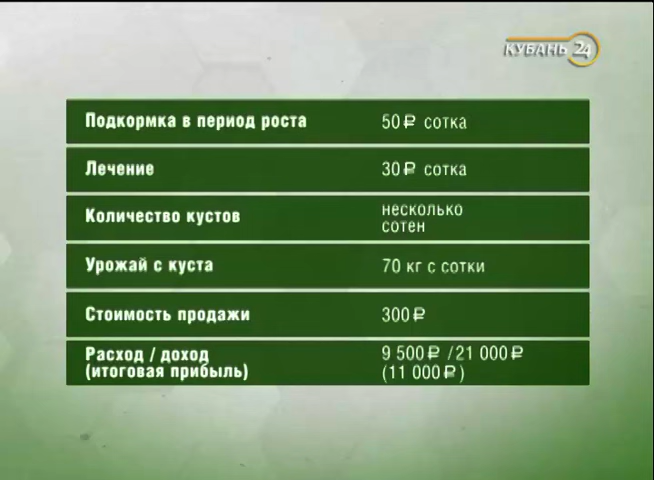 КУБАНЬ 24
Подкормка в период роста 50₽ сотка
Лечение 30₽ сотка
Количество кустов несколько
сотен
Урожай с куста 70 кг с сотки
Стоимость продажи 300₽
Расход / доход 9 500₽ /21 000₽
(итоговая прибыль) (11 000₽)